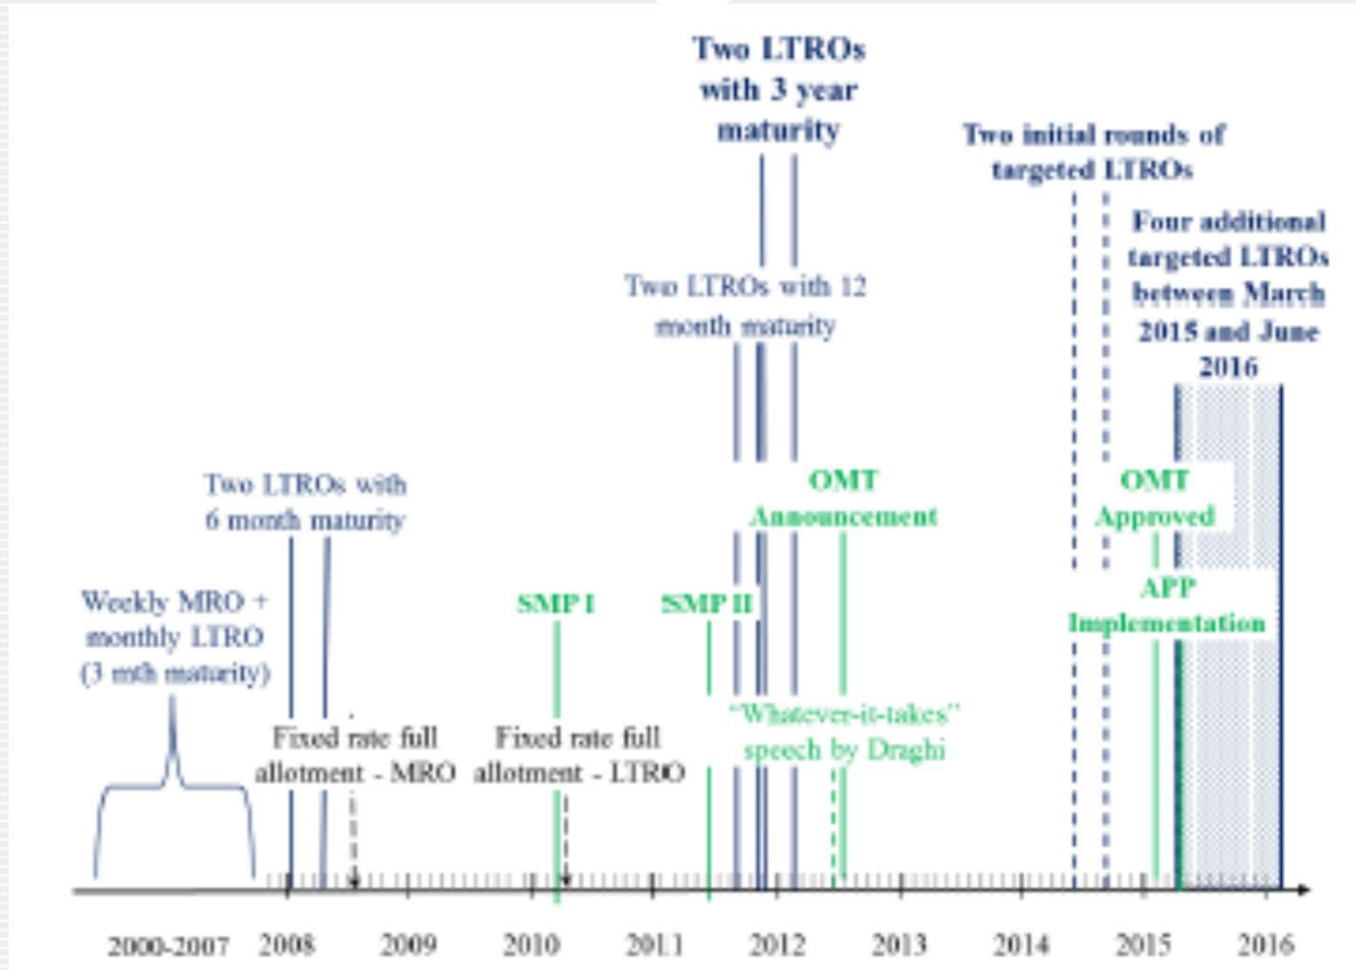 Two LTROs
with 3 year
maturity
Two initial rounds of
targeted LTROs
Four additional
targeted LTROs
between March
2015 and June
2016
Two LTROs with 12
month maturity
Two LTROs with
6 month maturity
OMT
Announcement
OMT
Approved
Weekly MRO +
monthly LTRO
(3 mth maturity)
SMP I
SMP II
APP
Implementation
Fixed rate full
allotment - MRO
Fixed rate full
allotment - LTRO
“Whatever-it-takes”
speech by Draghi
2000-2007 2008 2009 2010 2011 2012 2013 2014 2015 2016